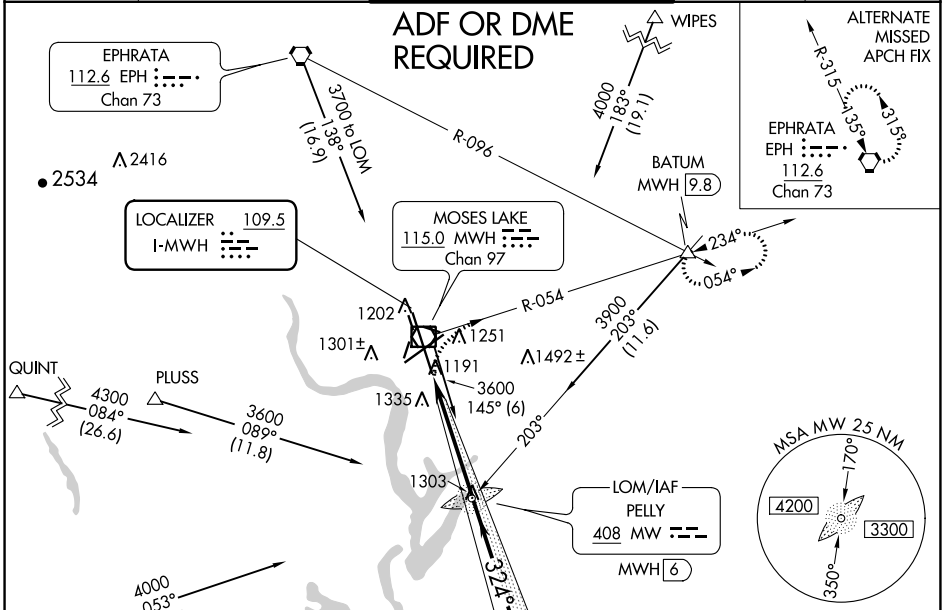 ADF OR DME
REQUIRED
WIPES
ALTERNATE
MISSED
APCH FIX
R-315
135°
315°
EPHRATA
EPH
112.6
Chan 73
EPHRATA
112.6 EPH
Chan 73
3700 to LOM
138°
(16.9)
4000
183°
(19.1)
R-096
2416
2534
BATUM
MWH 9.8
LOCALIZER 109.5
I-MWH
MOSES LAKE
115.0 MWH
Chan 97
234°
054°
R-054
3900
203°
(11.6)
1202
1251
1301±
1492±
1191
3600
145° (6)
1335
QUINT
4300
084°
(26.6)
PLUSS
3600
089°
(11.8)
203°
1303
LOM/IAF
PELLY
408 MW
MWH 6
MSA MW 25 NM
170°
4200
3300
350°
324°
4000
053°